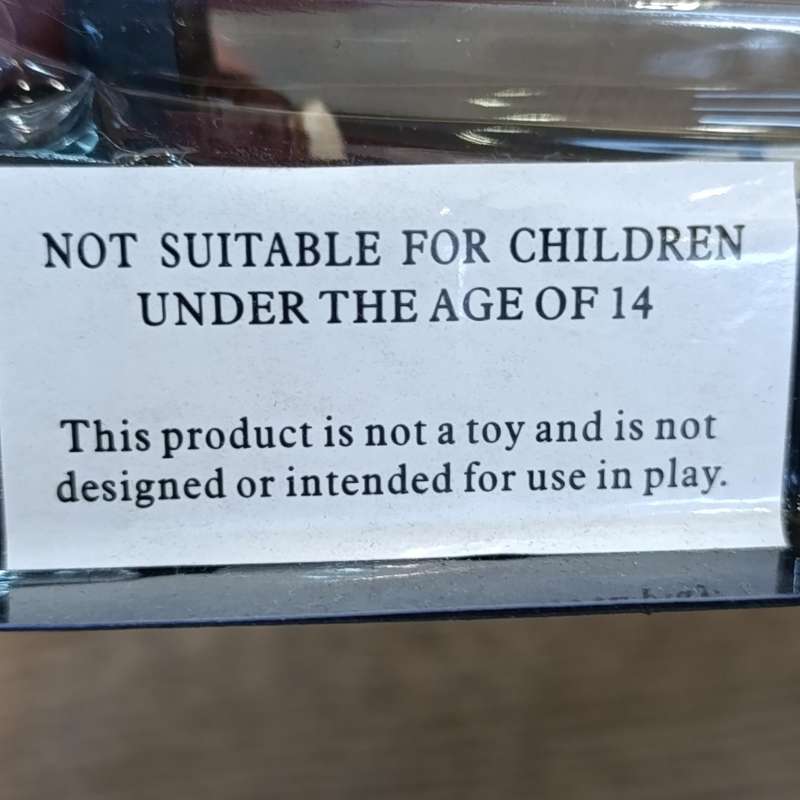 NOT SUITABLE FOR CHILDREN
UNDER THE AGE OF 14
This product is not a toy and is not
designed or intended for use in play.